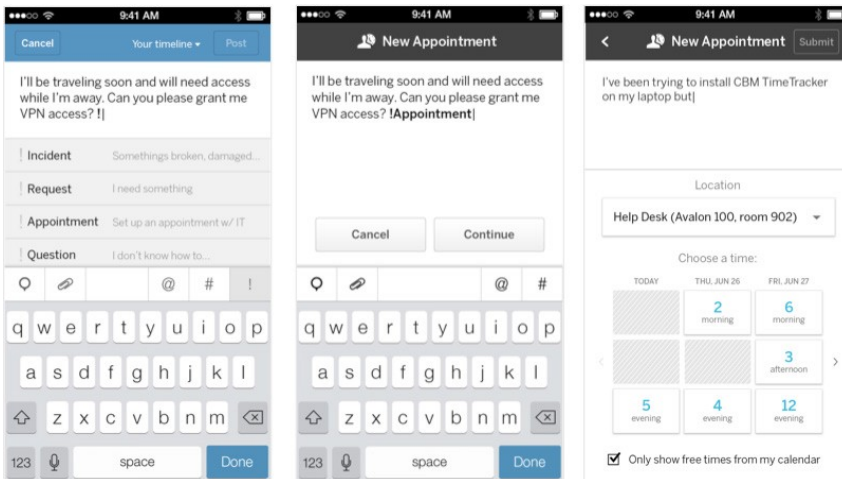 9:41 AM
Cancel
Your timeline
Post
I'll be traveling soon and will need access
while I'm away. Can you please grant me
VPN access? !
! Incident Somethings broken, damaged...
! Request I need something
! Appointment Set up an appointment w/ IT
! Question I don't know how to...
@ # !
q w e r t y u i o p
a s d f g h j k l
z x c v b n m
123 space Done
9:41 AM
New Appointment
I'll be traveling soon and will need access
while I'm away. Can you please grant me
VPN access? !Appointment
Cancel Continue
@ #
q w e r t y u i o p
a s d f g h j k l
z x c v b n m
123 space Done
9:41 AM
New Appointment Submit
I've been trying to install CBM TimeTracker
on my laptop but
Location
Help Desk (Avalon 100, room 902)
Choose a time:
TODAY THU, JUN 26 FRI, JUN 27
2 6
morning morning
3
afternoon
5 4 12
evening evening evening
Only show free times from my calendar